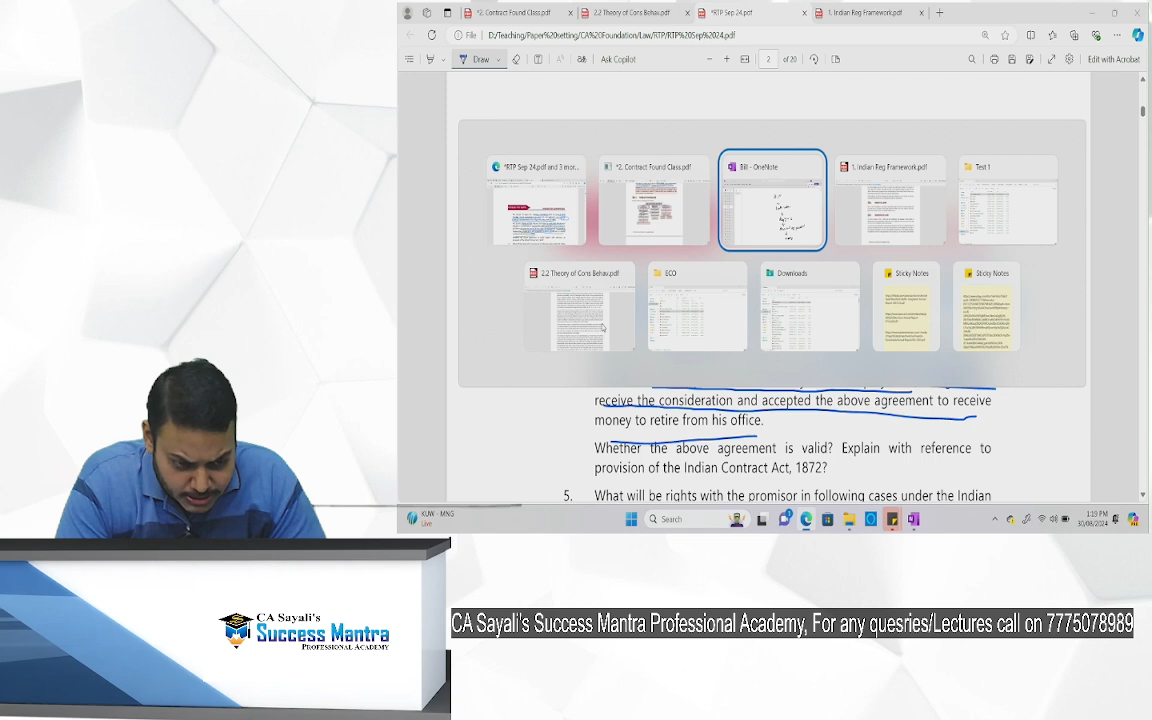 *2. Contract Found Class.pdf
2.2 Theory of Cons Behav.pdf
*RTP Sep 24.pdf
1. Indian Reg Framework.pdf
File
D:/Teaching/Paper%20setting/CA%20Foundation/Law/RTP/RTP%20Sep%2024.pdf
Draw
Ask Copilot
2
of 20
Edit with Acrobat
*RTP Sep 24.pdf and 3 mor...
*2. Contract Found Class.pdf
Bill - OneNote
1. Indian Reg Framework.pdf
Test 1
2.2 Theory of Cons Behav.pdf
ECO
Downloads
Sticky Notes
Sticky Notes
receive the consideration and accepted the above agreement to receive
money to retire from his office.
Whether the above agreement is valid? Explain with reference to
provision of the Indian Contract Act, 1872?
5. What will be rights with the promisor in following cases under the Indian
KUW - MNG
Live
Search
1:19 PM
30/08/2024
CA Sayali's
Success Mantra
PROFESSIONAL ACADEMY
CA Sayali's Success Mantra Professional Academy, For any quesries/Lectures call on 7775078989